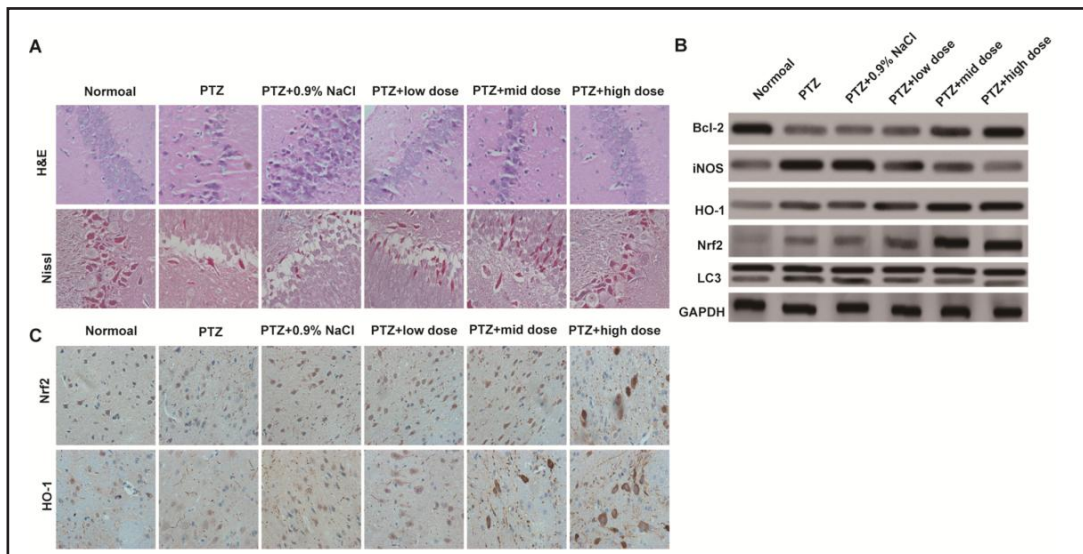 A
Normoal PTZ PTZ+0.9% NaCl PTZ+low dose PTZ+mid dose PTZ+high dose
H&E
Nissl
B
Normoal PTZ PTZ+0.9% NaCl PTZ+low dose PTZ+mid dose PTZ+high dose
Bcl-2
iNOS
HO-1
Nrf2
LC3
GAPDH
C
Normoal PTZ PTZ+0.9% NaCl PTZ+low dose PTZ+mid dose PTZ+high dose
Nrf2
HO-1